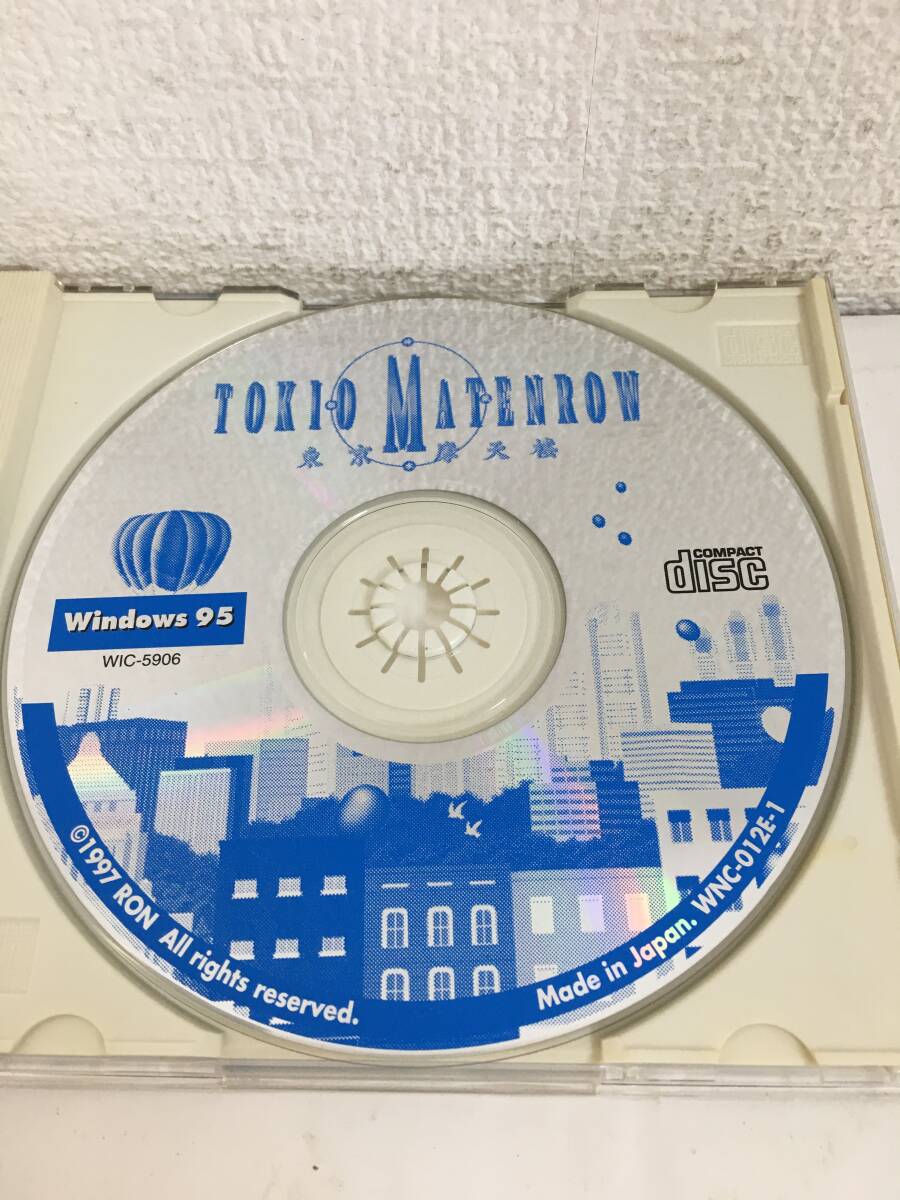 TOKIO MATENROW
東京摩天楼
COMPACT
disc
Windows 95
WIC-5906
©1997 RON All rights reserved.
Made in Japan. WNC-012E-1